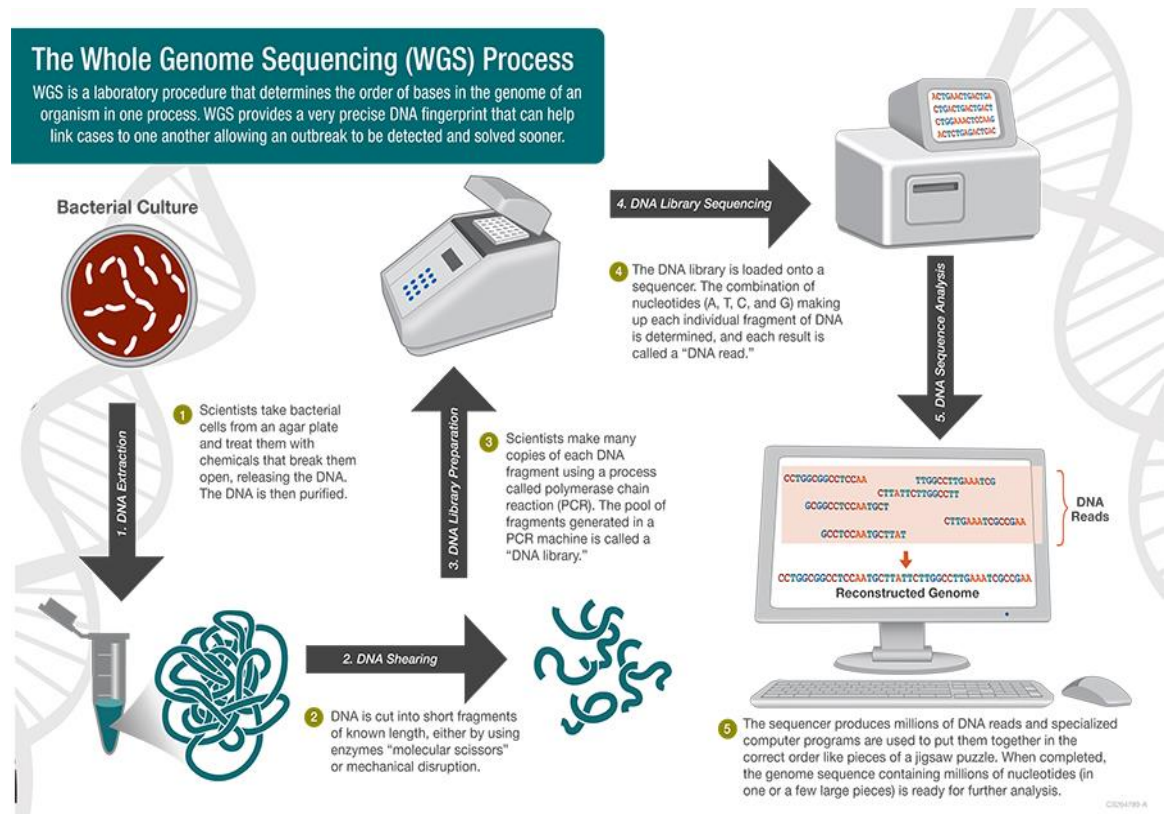 The Whole Genome Sequencing (WGS) Process
WGS is a laboratory procedure that determines the order of bases in the genome of an
organism in one process. WGS provides a very precise DNA fingerprint that can help
link cases to one another allowing an outbreak to be detected and solved sooner.
Bacterial Culture
1. DNA Extraction
1 Scientists take bacterial
cells from an agar plate
and treat them with
chemicals that break them
open, releasing the DNA.
The DNA is then purified.
2. DNA Shearing
2 DNA is cut into short fragments
of known length, either by using
enzymes “molecular scissors”
or mechanical disruption.
3. DNA Library Preparation
3 Scientists make many
copies of each DNA
fragment using a process
called polymerase chain
reaction (PCR). The pool of
fragments generated in a
PCR machine is called a
“DNA library.”
4. DNA Library Sequencing
4 The DNA library is loaded onto a
sequencer. The combination of
nucleotides (A, T, C, and G) making
up each individual fragment of DNA
is determined, and each result is
called a “DNA read.”
ACTGAACTGACTGA
CTGACTGACTGACT
CTGGAAACTCCAAG
ACTCTGAGACTGAC
5. DNA Sequence Analysis
CCTGGCGGCCTCCAA TTGGCCTTGAAATCG
CTTATTCTTGGCCTT
GCGGCCTCCAATGCT
CTTGAAATCGCCGAA
GCCTCCAATGCTTAT
DNA
Reads
CCTGGCGGCCTCCAATGCTTATTCTTGGCCTTGAAATCGCCGAA
Reconstructed Genome
5 The sequencer produces millions of DNA reads and specialized
computer programs are used to put them together in the
correct order like pieces of a jigsaw puzzle. When completed,
the genome sequence containing millions of nucleotides (in
one or a few large pieces) is ready for further analysis.